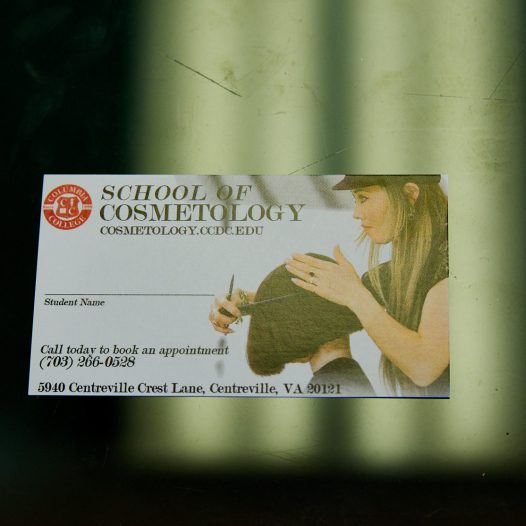 COLUMBIA
COLLEGE
SCHOOL OF
COSMETOLOGY
COSMETOLOGY.CCDC.EDU
Student Name
Call today to book an appointment
(703) 266-0528
5940 Centreville Crest Lane, Centreville, VA 20121